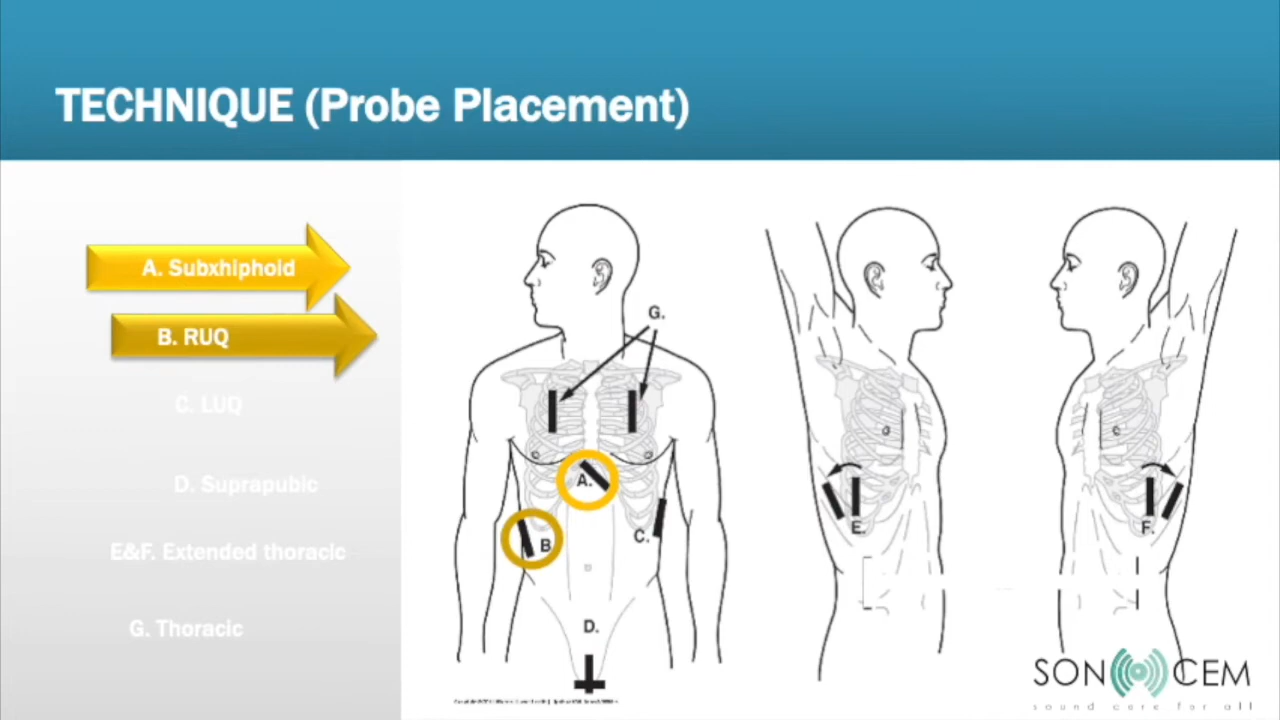 TECHNIQUE (Probe Placement)
A. Subxhiphoid
B. RUQ
C. LUQ
D. Suprapubic
E&F. Extended thoracic
G. Thoracic
G.
A.
B
C.
D.
E.
F.
SON CEM
sound care for all